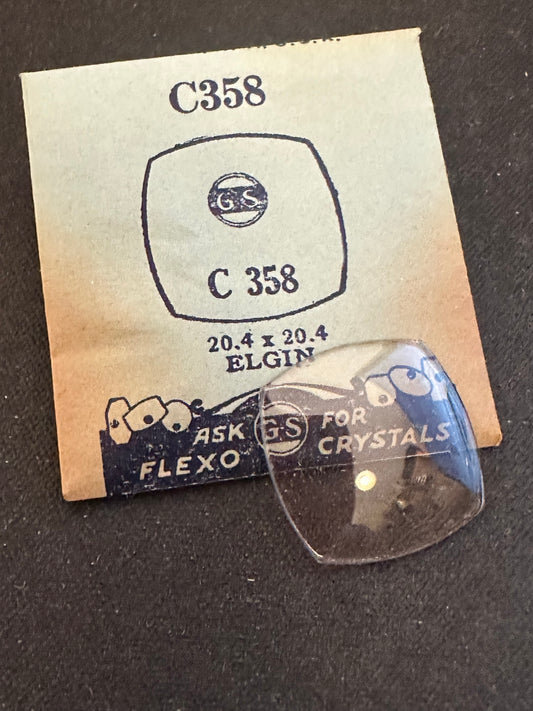 U.S.A.
C358
GS
C 358
20.4 x 20.4
ELGIN
ASK GS FOR
FLEXO CRYSTALS